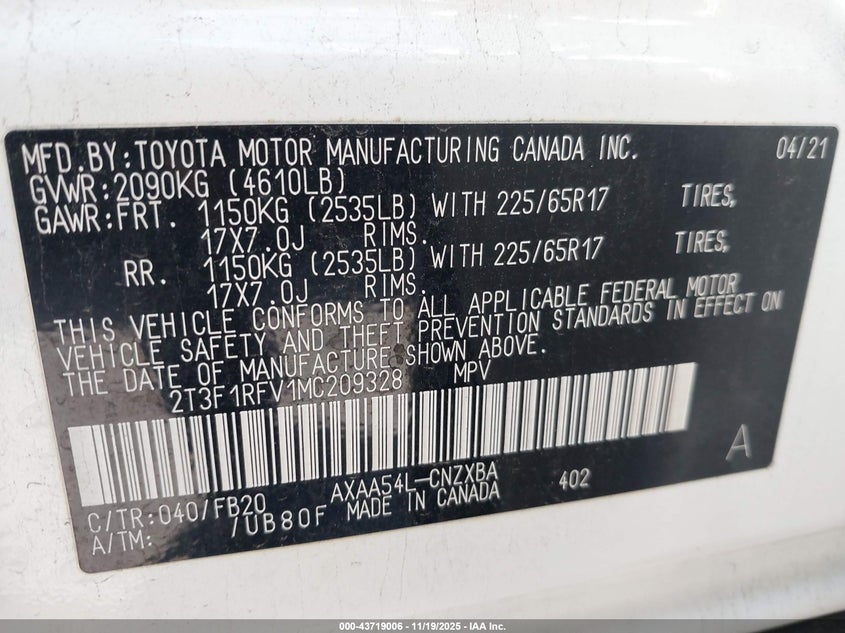 MFD.BY:TOYOTA MOTOR MANUFACTURING CANADA INC. 04/21
GVWR:2090KG (4610LB)
GAWR:FRT. 1150KG (2535LB) WITH 225/65R17 TIRES,
17X7.0J RIMS.
RR. 1150KG (2535LB) WITH 225/65R17 TIRES,
17X7.0J RIMS.
THIS VEHICLE CONFORMS TO ALL APPLICABLE FEDERAL MOTOR
VEHICLE SAFETY AND THEFT PREVENTION STANDARDS IN EFFECT ON
THE DATE OF MANUFACTURE SHOWN ABOVE.
2T3F1RFV1MC209328 MPV
A
C/TR:040/FB20 AXAA54L-CNZXBA 402
A/TM: /UB80F MADE IN CANADA
000-43719006 - 11/19/2025 - IAA Inc.